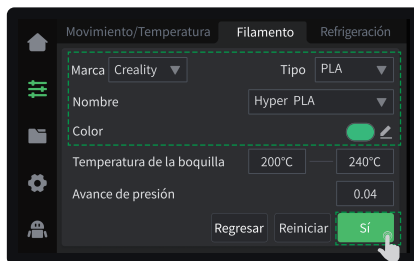 Movimiento/Temperatura Filamento Refrigeración
Marca Creality Tipo PLA
Nombre Hyper PLA
Color
Temperatura de la boquilla 200°C 240°C
Avance de presión 0.04
Regresar Reiniciar Sí